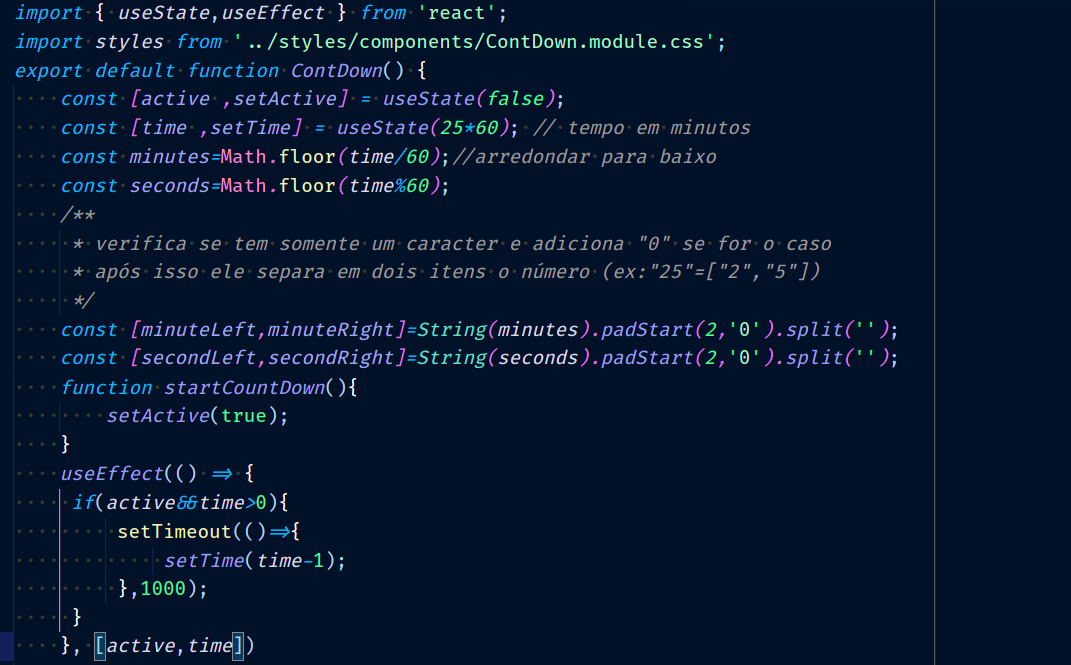 import { useState,useEffect } from 'react';
import styles from '../styles/components/ContDown.module.css';
export default function ContDown() {
    const [active ,setActive] = useState(false);
    const [time ,setTime] = useState(25*60); // tempo em minutos
    const minutes=Math.floor(time/60);//arredondar para baixo
    const seconds=Math.floor(time%60);
    /**
     * verifica se tem somente um caracter e adiciona "0" se for o caso
     * após isso ele separa em dois itens o número (ex:"25"=["2","5"])
     */
    const [minuteLeft,minuteRight]=String(minutes).padStart(2,'0').split('');
    const [secondLeft,secondRight]=String(seconds).padStart(2,'0').split('');
    function startCountDown(){
        setActive(true);
    }
    useEffect(() => {
     if(active&&time>0){
         setTimeout(()=>{
             setTime(time-1);
         },1000);
     }
    }, [active,time])